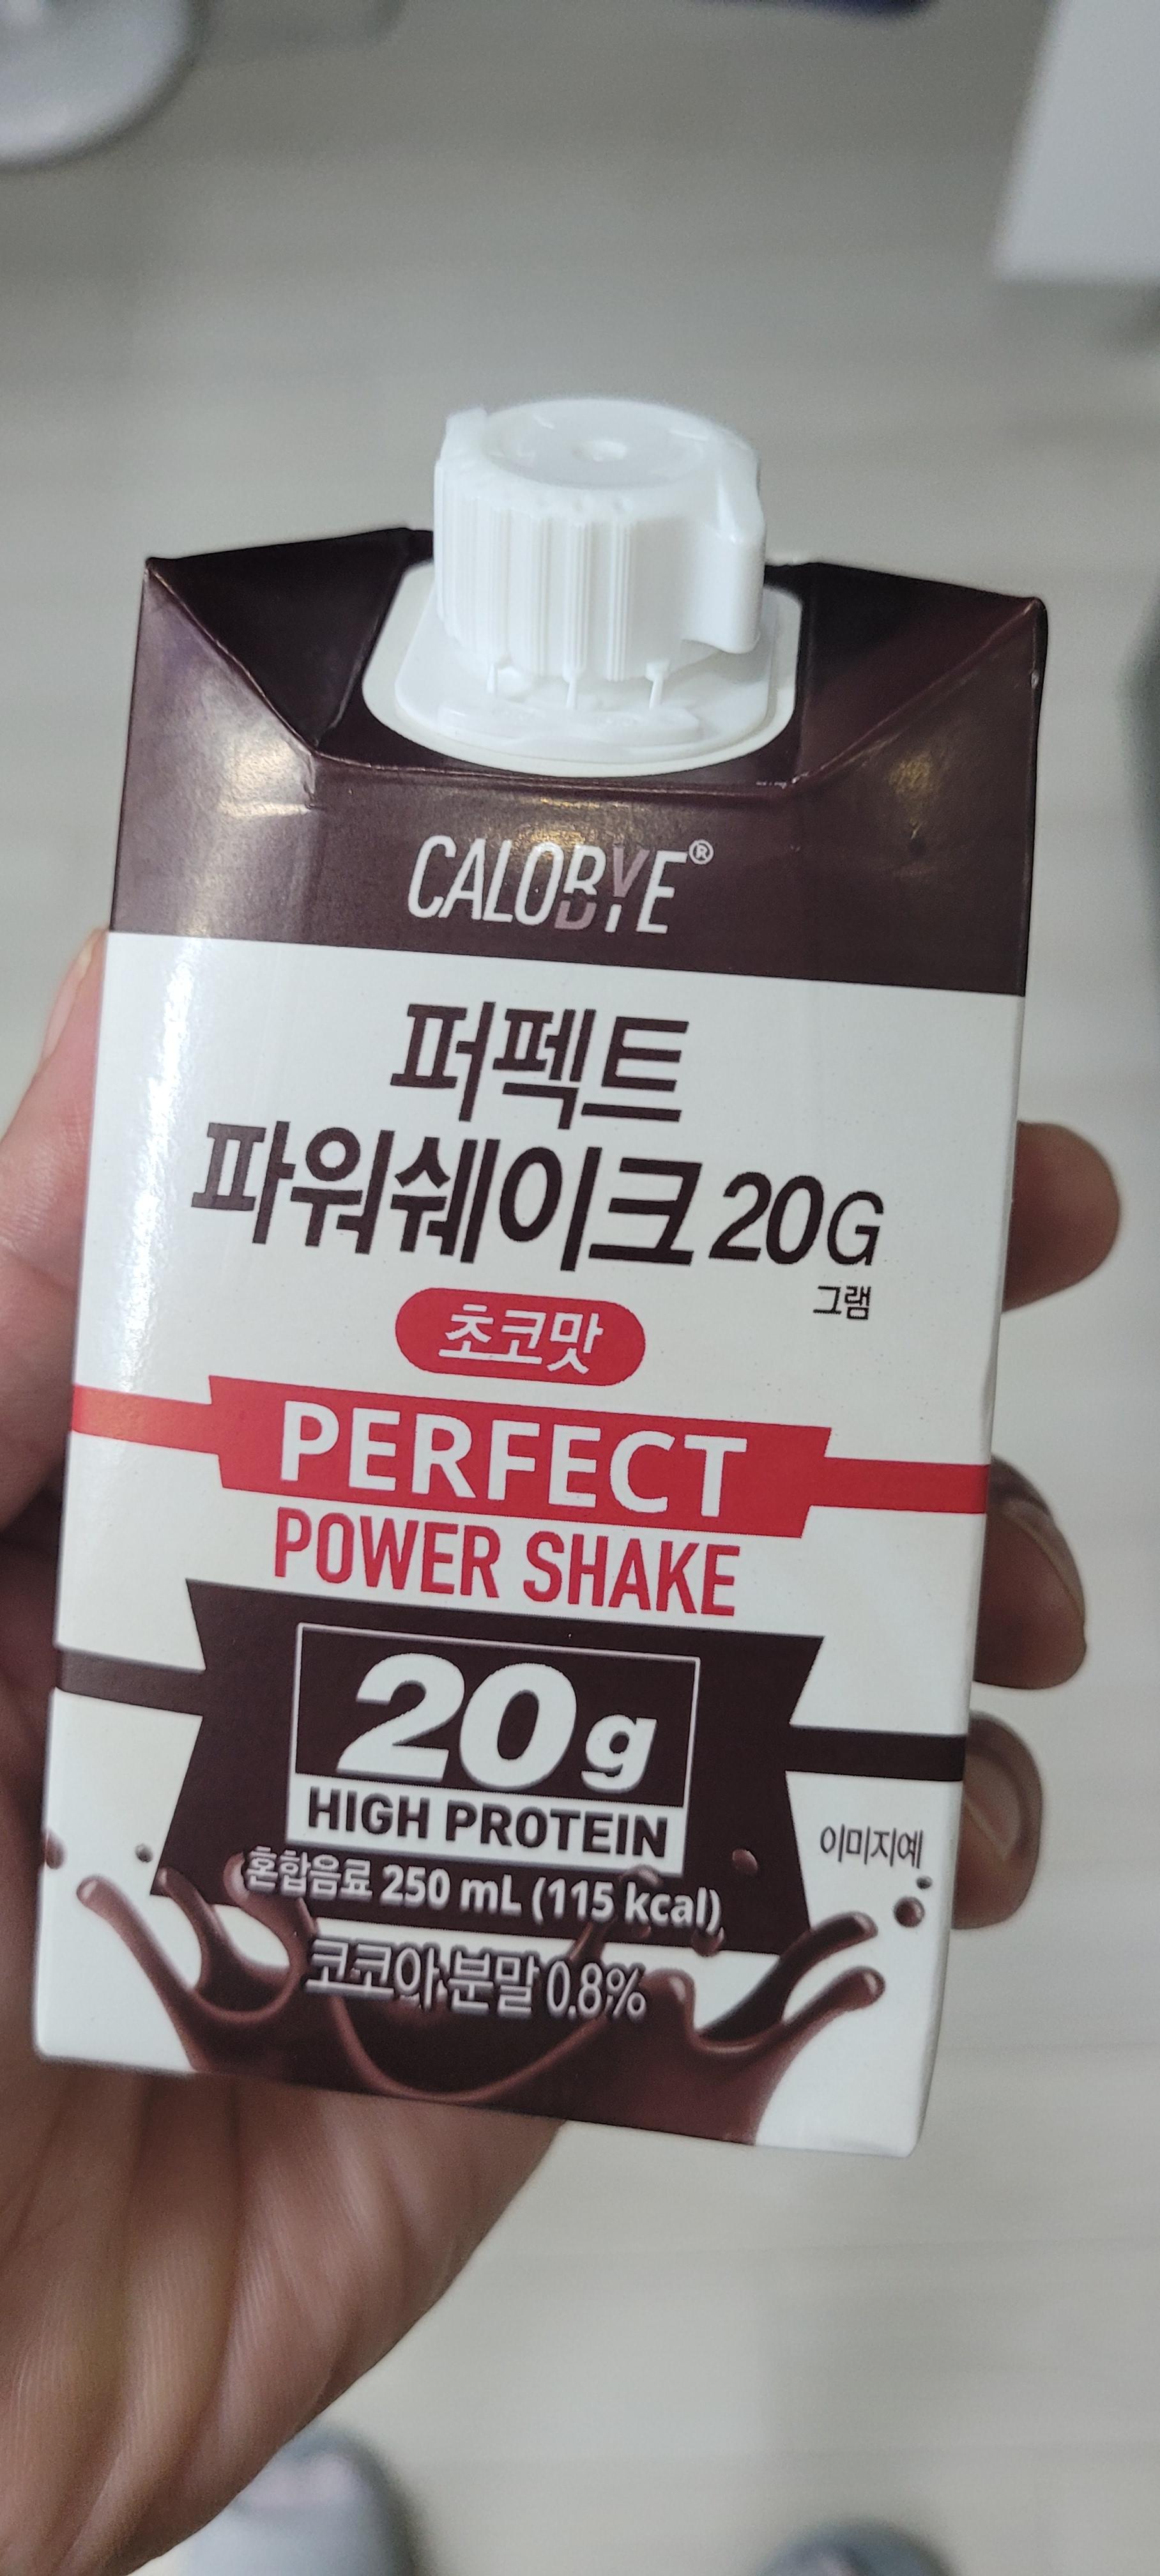 CALOBYE®
퍼펙트
파워쉐이크 20G
그램
초코맛
PERFECT
POWER SHAKE
20g
HIGH PROTEIN
이미지예
혼합음료 250 mL (115 kcal)
코코아 분말 0.8%